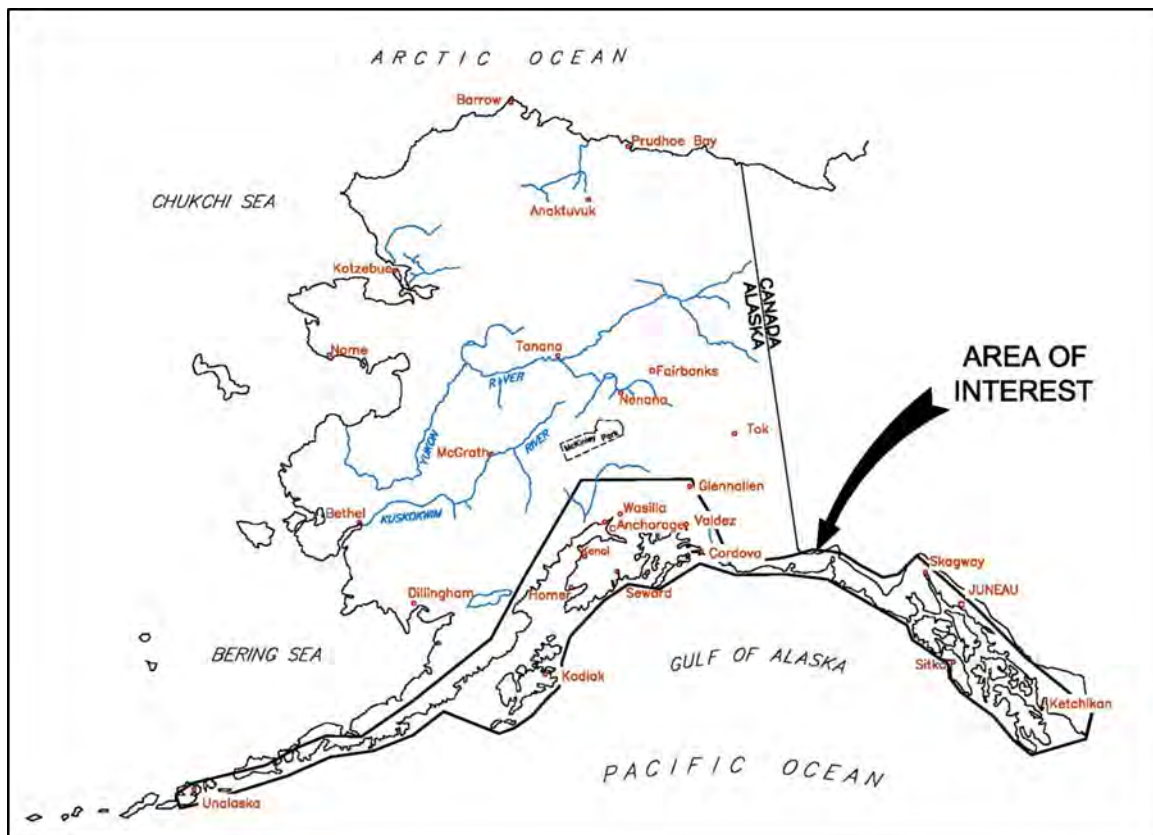 ARCTIC OCEAN
Barrow
Prudhoe Bay
CHUKCHI SEA
Anaktuvuk
Kotzebue
CANADA
ALASKA
Nome
Tanana
RIVER
Fairbanks
Nenana
AREA OF
INTEREST
YUKON
McGrath
RIVER
McKinley Park
Tok
Glennallen
Bethel
KUSKOKWIM
Wasilla
Anchorage
Valdez
Kenai
Cordova
Skagway
JUNEAU
Dillingham
Homer
Seward
BERING SEA
GULF OF ALASKA
Sitka
Kodiak
Ketchikan
PACIFIC OCEAN
Unalaska